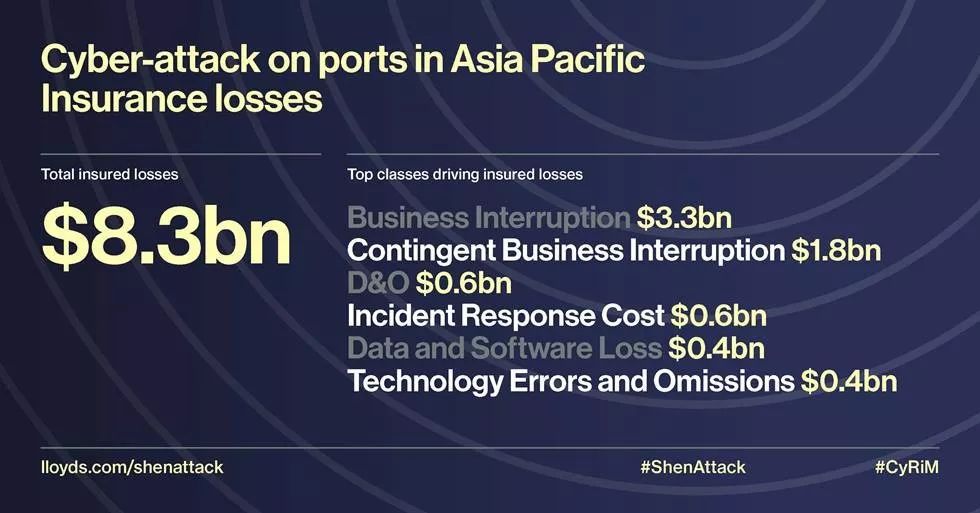 Cyber-attack on ports in Asia Pacific
Insurance losses
Total insured losses
$8.3bn
Top classes driving insured losses
Business Interruption $3.3bn
Contingent Business Interruption $1.8bn
D&O $0.6bn
Incident Response Cost $0.6bn
Data and Software Loss $0.4bn
Technology Errors and Omissions $0.4bn
lloyds.com/shenattack
#ShenAttack
#CyRiM